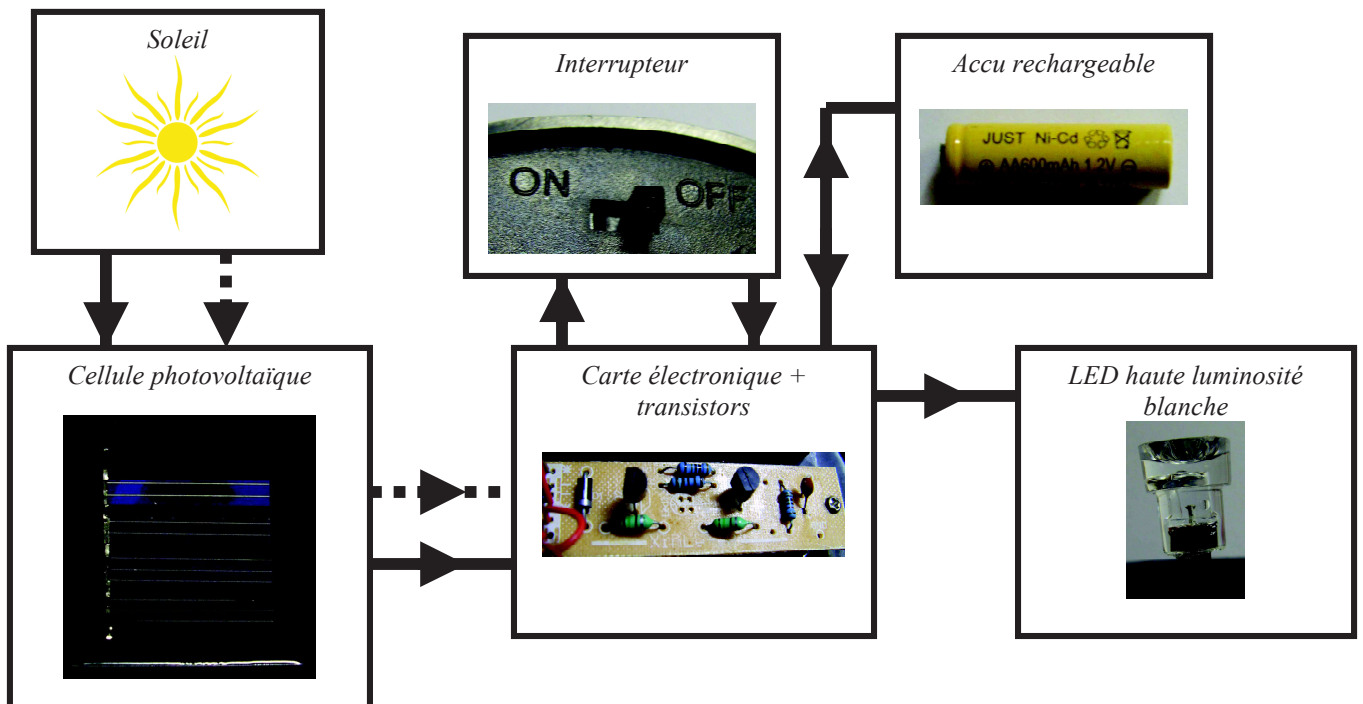 Soleil
Interrupteur
ON
OFF
Accu rechargeable
JUST Ni-Cd
AA600mAh 1.2V
Cellule photovoltaïque
Carte électronique +
transistors
LED haute luminosité
blanche